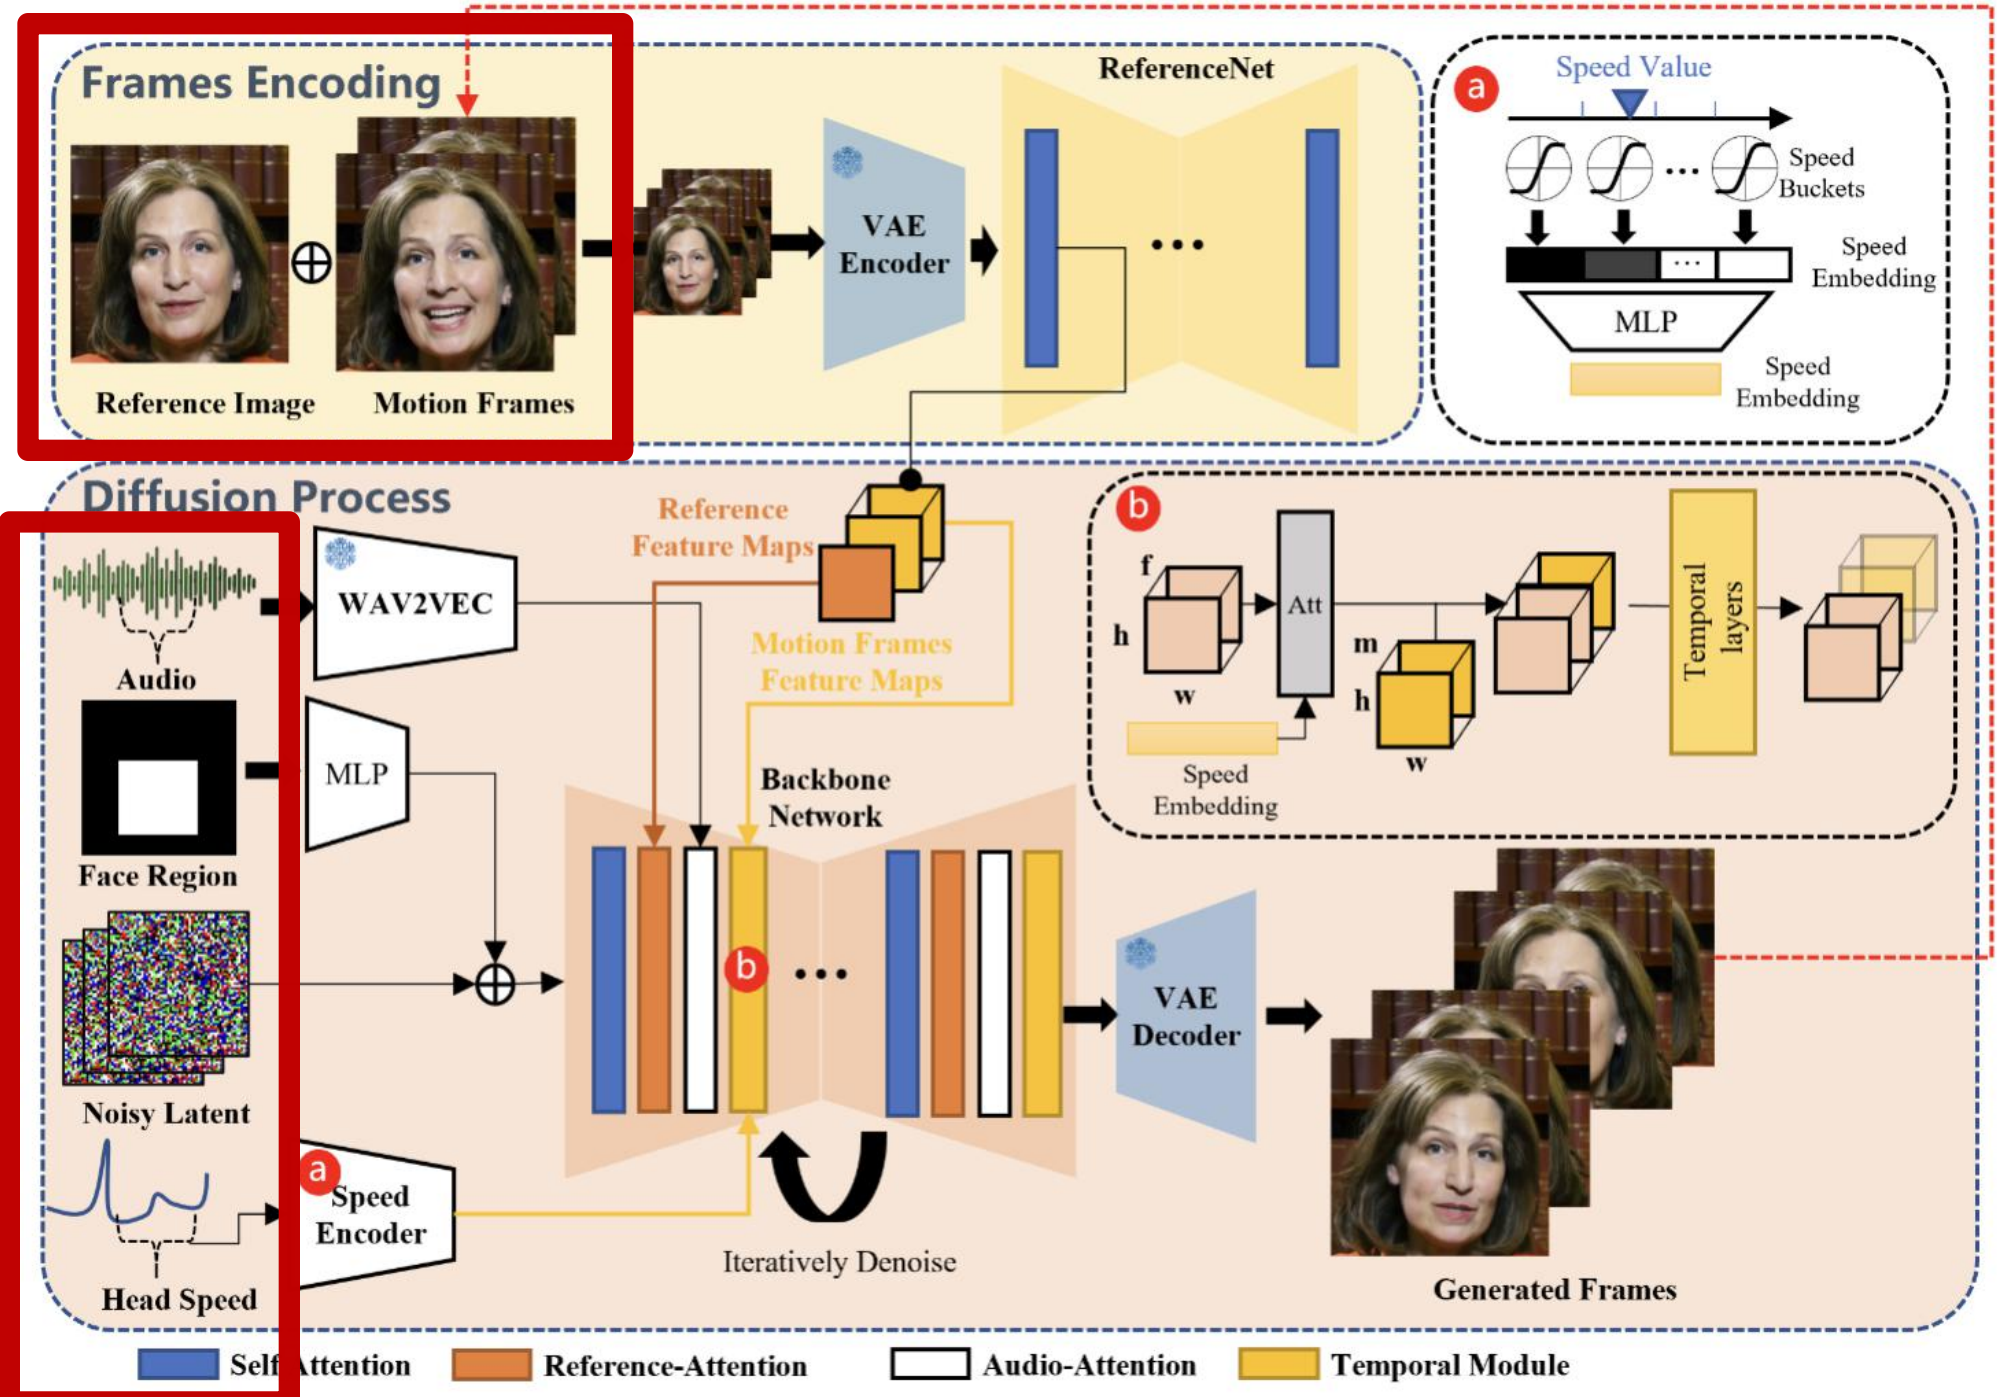 Frames Encoding
Reference Image
Motion Frames
VAE
Encoder
ReferenceNet
a
Speed Value
Speed
Buckets
Speed
Embedding
MLP
Speed
Embedding
Diffusion Process
Audio
WAV2VEC
Reference
Feature Maps
Motion Frames
Feature Maps
b
f
h
w
Att
Speed
Embedding
m
h
w
Temporal
layers
Face Region
MLP
Backbone
Network
b
Noisy Latent
VAE
Decoder
a
Speed
Encoder
Head Speed
Iteratively Denoise
Generated Frames
Self Attention
Reference-Attention
Audio-Attention
Temporal Module